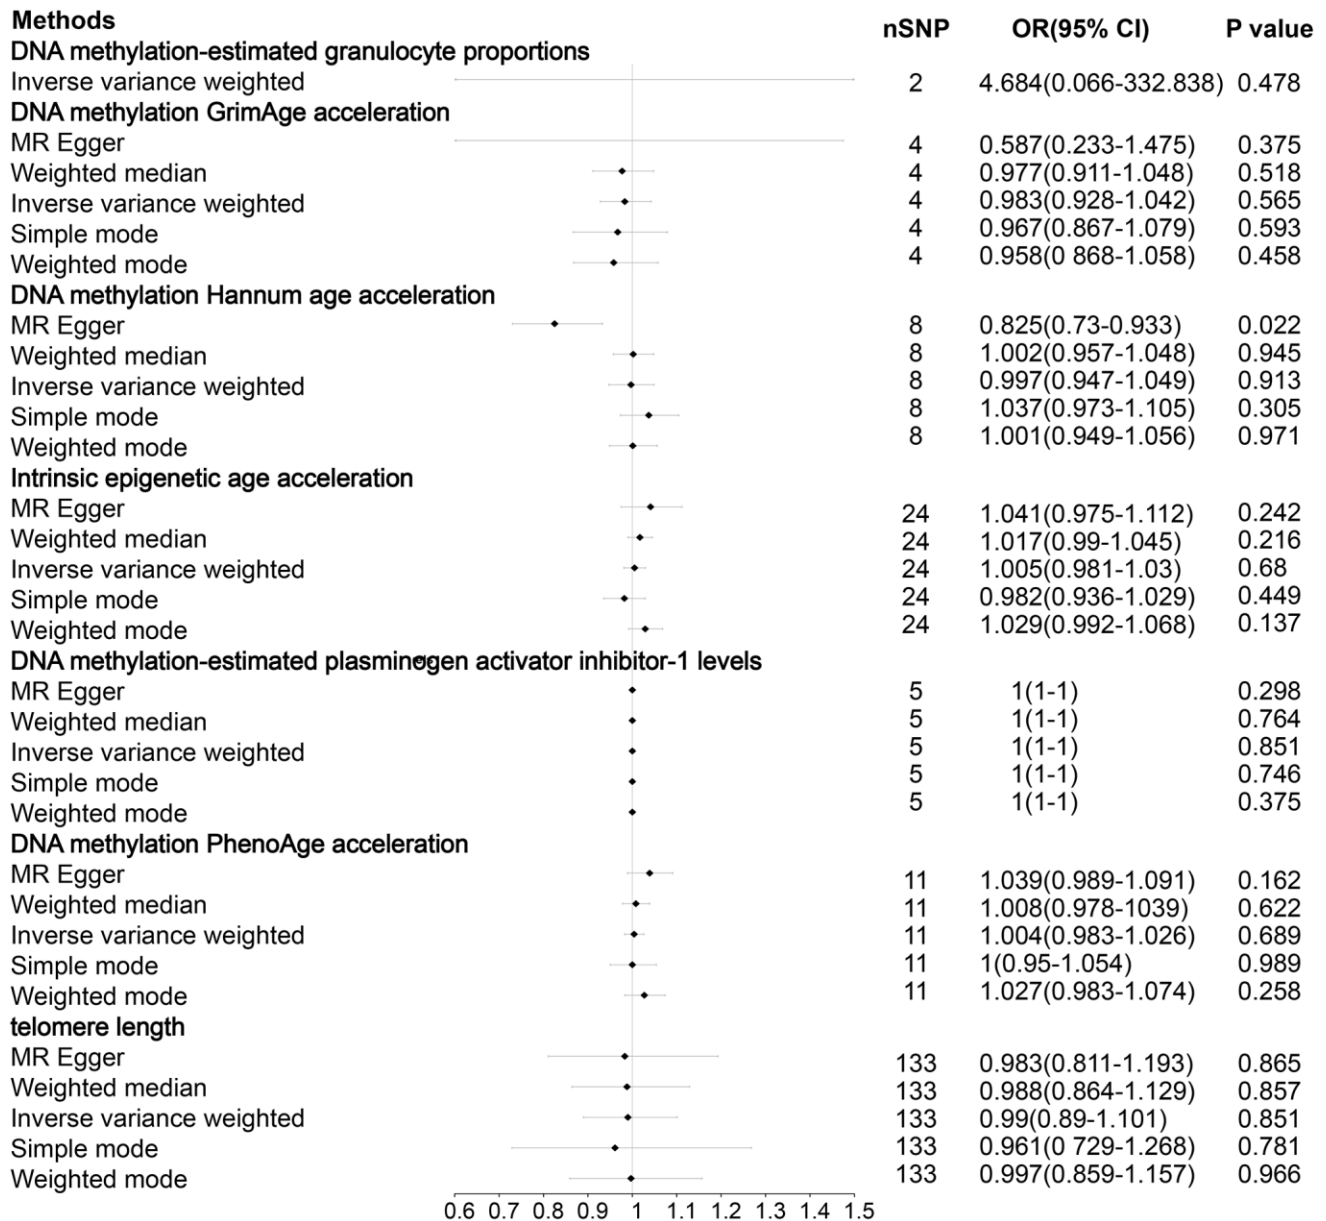 Methods nSNP OR(95% CI) P value
DNA methylation-estimated granulocyte proportions
Inverse variance weighted 2 4.684(0.066-332.838) 0.478
DNA methylation GrimAge acceleration
MR Egger 4 0.587(0.233-1.475) 0.375
Weighted median 4 0.977(0.911-1.048) 0.518
Inverse variance weighted 4 0.983(0.928-1.042) 0.565
Simple mode 4 0.967(0.867-1.079) 0.593
Weighted mode 4 0.958(0 868-1.058) 0.458
DNA methylation Hannum age acceleration
MR Egger 8 0.825(0.73-0.933) 0.022
Weighted median 8 1.002(0.957-1.048) 0.945
Inverse variance weighted 8 0.997(0.947-1.049) 0.913
Simple mode 8 1.037(0.973-1.105) 0.305
Weighted mode 8 1.001(0.949-1.056) 0.971
Intrinsic epigenetic age acceleration
MR Egger 24 1.041(0.975-1.112) 0.242
Weighted median 24 1.017(0.99-1.045) 0.216
Inverse variance weighted 24 1.005(0.981-1.03) 0.68
Simple mode 24 0.982(0.936-1.029) 0.449
Weighted mode 24 1.029(0.992-1.068) 0.137
DNA methylation-estimated plasminogen activator inhibitor-1 levels
MR Egger 5 1(1-1) 0.298
Weighted median 5 1(1-1) 0.764
Inverse variance weighted 5 1(1-1) 0.851
Simple mode 5 1(1-1) 0.746
Weighted mode 5 1(1-1) 0.375
DNA methylation PhenoAge acceleration
MR Egger 11 1.039(0.989-1.091) 0.162
Weighted median 11 1.008(0.978-1039) 0.622
Inverse variance weighted 11 1.004(0.983-1.026) 0.689
Simple mode 11 1(0.95-1.054) 0.989
Weighted mode 11 1.027(0.983-1.074) 0.258
telomere length
MR Egger 133 0.983(0.811-1.193) 0.865
Weighted median 133 0.988(0.864-1.129) 0.857
Inverse variance weighted 133 0.99(0.89-1.101) 0.851
Simple mode 133 0.961(0 729-1.268) 0.781
Weighted mode 133 0.997(0.859-1.157) 0.966
0.6 0.7 0.8 0.9 1 1.1 1.2 1.3 1.4 1.5